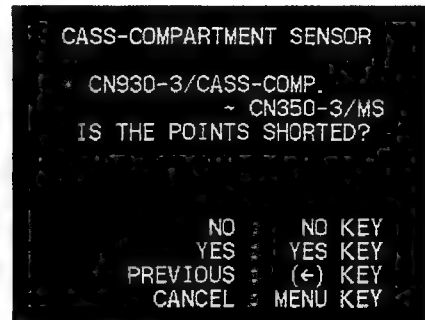 CASS-COMPARTMENT SENSOR
* CN930-3/CASS-COMP.
~ CN350-3/MS
IS THE POINTS SHORTED?
NO : NO KEY
YES : YES KEY
PREVIOUS : (←) KEY
CANCEL : MENU KEY